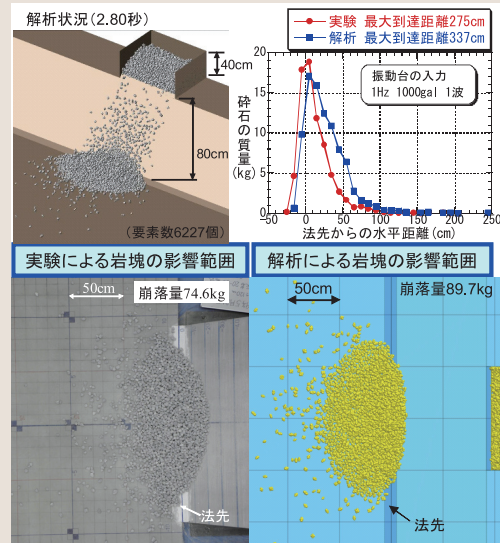 解析状況(2.80秒)
40cm
80cm
(要素数6227個)
実験 最大到達距離275cm
解析 最大到達距離337cm
振動台の入力
1Hz 1000gal 1波
砕石の質量(kg)
20
15
10
5
0
-50 0 50 100 150 200 250
法先からの水平距離(cm)
実験による岩塊の影響範囲
解析による岩塊の影響範囲
50cm
崩落量74.6kg
法先
50cm
崩落量89.7kg
法先